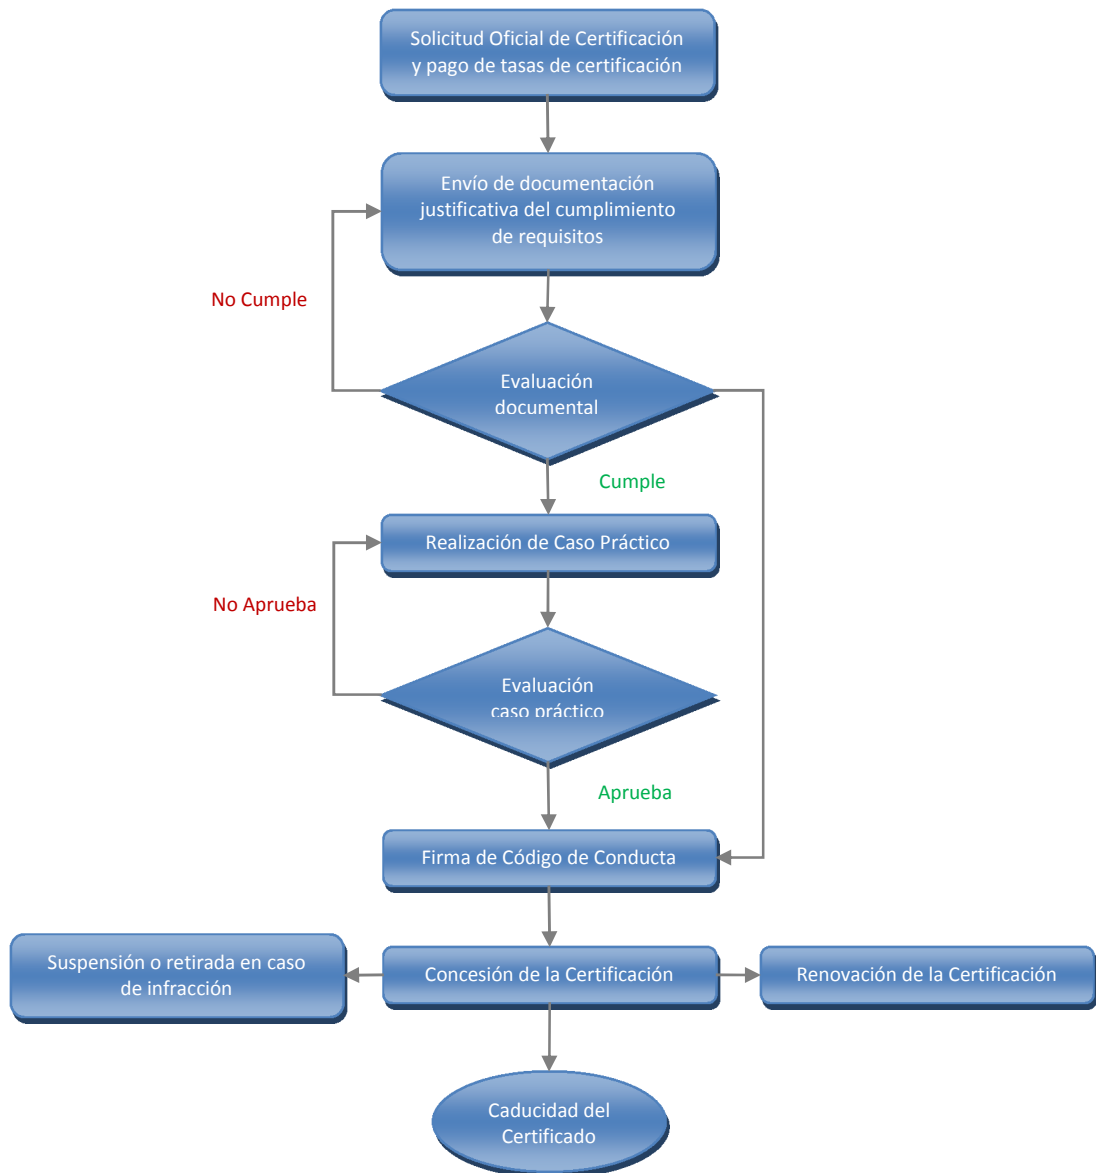 Solicitud Oficial de Certificación
y pago de tasas de certificación
Envío de documentación
justificativa del cumplimiento
de requisitos
No Cumple
Evaluación
documental
Cumple
Realización de Caso Práctico
No Aprueba
Evaluación
caso práctico
Aprueba
Firma de Código de Conducta
Suspensión o retirada en caso
de infracción
Concesión de la Certificación
Renovación de la Certificación
Caducidad del
Certificado